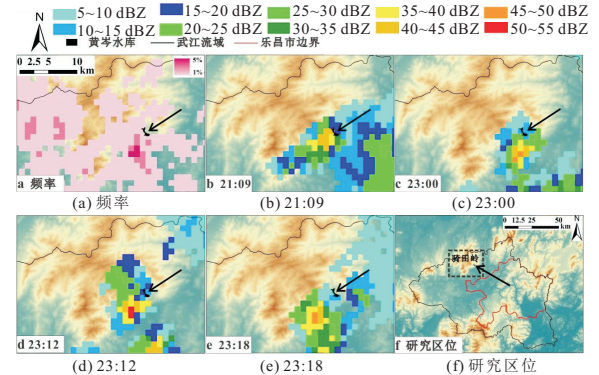 5~10 dBZ 15~20 dBZ 25~30 dBZ 35~40 dBZ 45~50 dBZ
10~15 dBZ 20~25 dBZ 30~35 dBZ 40~45 dBZ 50~55 dBZ
N
黄岑水库 武江流域 乐昌市边界
0 2.5 5 10
km
5%
1%
a 频率
b 21:09
c 23:00
(a) 频率 (b) 21:09 (c) 23:00
d 23:12
e 23:18
0 12.5 25 50
km
N
骑田岭
f 研究区位
(d) 23:12 (e) 23:18 (f) 研究区位